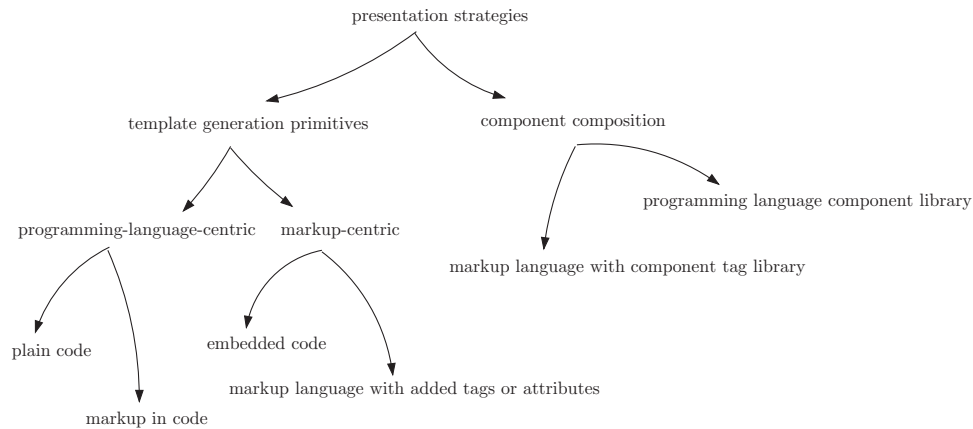 presentation strategies
template generation primitives
component composition
programming language component library
programming-language-centric
markup-centric
markup language with component tag library
embedded code
plain code
markup language with added tags or attributes
markup in code